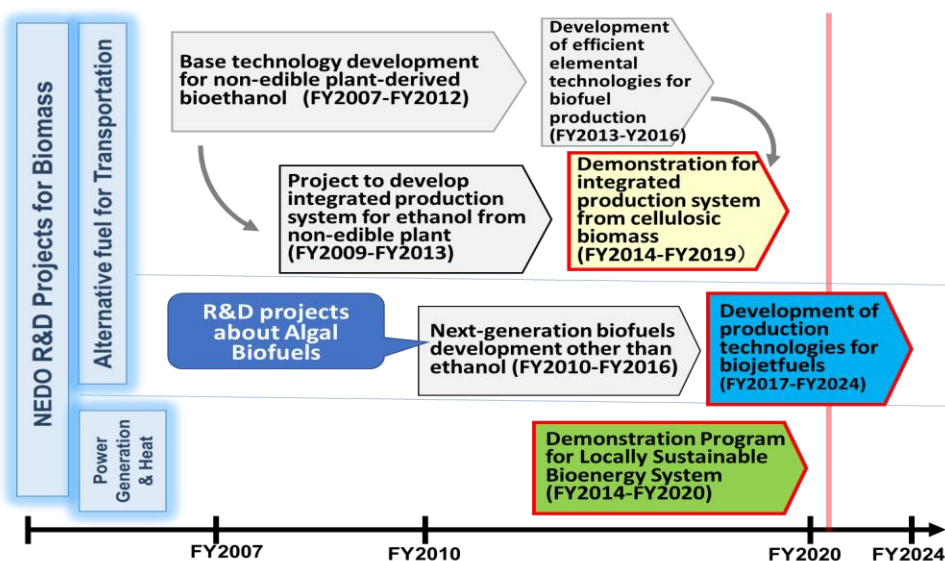 NEDO R&D Projects for Biomass
Alternative fuel for Transportation
Base technology development
for non-edible plant-derived
bioethanol (FY2007-FY2012)
Development
of efficient
elemental
technologies for
biofuel
production
(FY2013-Y2016)
Project to develop
integrated production
system for ethanol from
non-edible plant
(FY2009-FY2013)
Demonstration for
integrated
production system
from cellulosic
biomass
(FY2014-FY2019）
R&D projects
about Algal
Biofuels
Next-generation biofuels
development other than
ethanol (FY2010-FY2016)
Development of
production
technologies for
biojetfuels
(FY2017-FY2024)
Power
Generation
& Heat
Demonstration Program
for Locally Sustainable
Bioenergy System
(FY2014-FY2020)
FY2007
FY2010
FY2020
FY2024